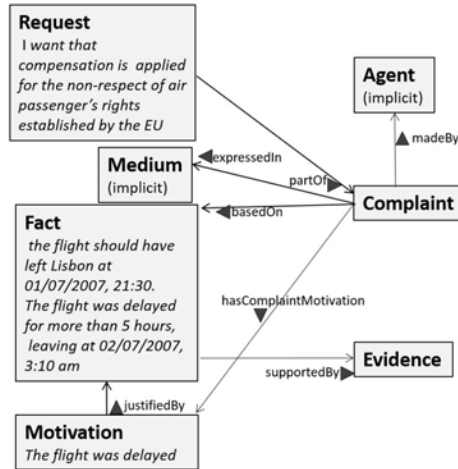 Request
I want that
compensation is applied
for the non-respect of air
passenger's rights
established by the EU
Agent
(implicit)
madeBy
expressedIn
Medium
(implicit)
partOf
Complaint
basedOn
Fact
the flight should have
left Lisbon at
01/07/2007, 21:30.
The flight was delayed
for more than 5 hours,
leaving at 02/07/2007,
3:10 am
hasComplaintMotivation
Evidence
supportedBy
justifiedBy
Motivation
The flight was delayed